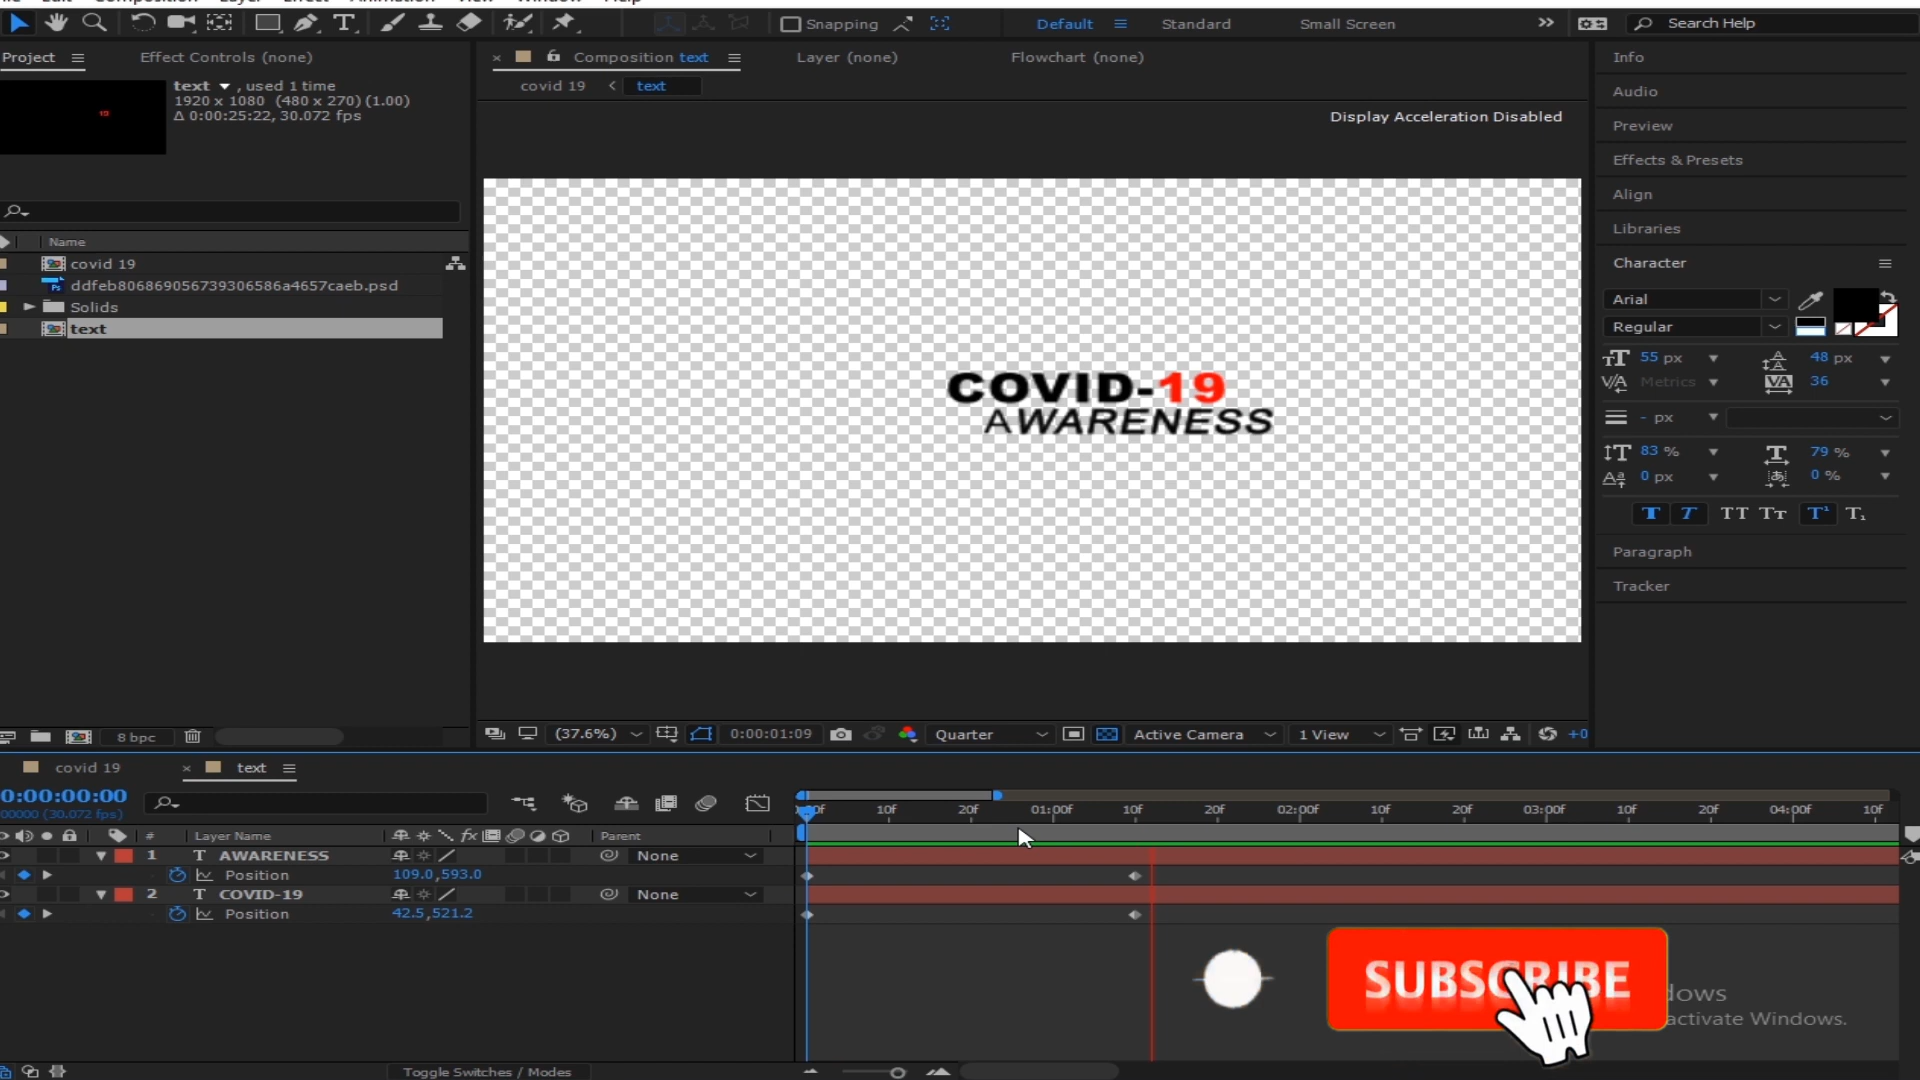 Snapping
Default
Standard
Small Screen
Search Help
Project
Effect Controls (none)
Composition text
Layer (none)
Flowchart (none)
Info
text , used 1 time
1920 x 1080 (480 x 270) (1.00)
Δ 0:00:25:22, 30.072 fps
covid 19
text
Display Acceleration Disabled
Audio
Preview
Effects & Presets
Align
Libraries
Character
Arial
Regular
55 px
48 px
Metrics
36
- px
83 %
79 %
0 px
0 %
Paragraph
Tracker
Name
covid 19
ddfeb806869056739306586a4657caeb.psd
Solids
text
COVID-19
AWARENESS
8 bpc
(37.6%)
0:00:01:09
Quarter
Active Camera
1 View
+0
covid 19
text
0:00:00:00
00000 (30.072 fps)
10f
20f
01:00f
10f
20f
02:00f
10f
20f
03:00f
10f
20f
04:00f
10f
#
Layer Name
Parent
1
AWARENESS
None
Position
109.0,593.0
2
COVID-19
None
Position
42.5,521.2
SUBSCRIBE
dows
activate Windows.
Toggle Switches / Modes